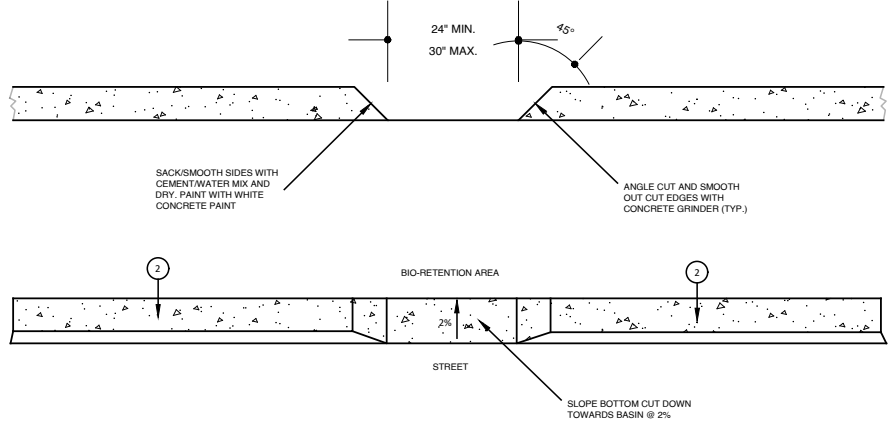 24" MIN.
30" MAX.
45°
SACK/SMOOTH SIDES WITH
CEMENT/WATER MIX AND
DRY. PAINT WITH WHITE
CONCRETE PAINT
ANGLE CUT AND SMOOTH
OUT CUT EDGES WITH
CONCRETE GRINDER (TYP.)
2
BIO-RETENTION AREA
2
2%
STREET
SLOPE BOTTOM CUT DOWN
TOWARDS BASIN @ 2%